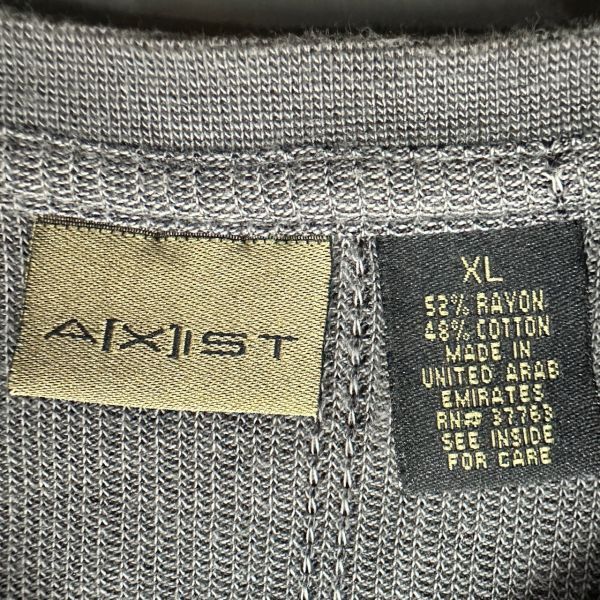 A[X]IST
XL
52% RAYON
48% COTTON
MADE IN
UNITED ARAB
EMIRATES
RN# 37763
SEE INSIDE
FOR CARE